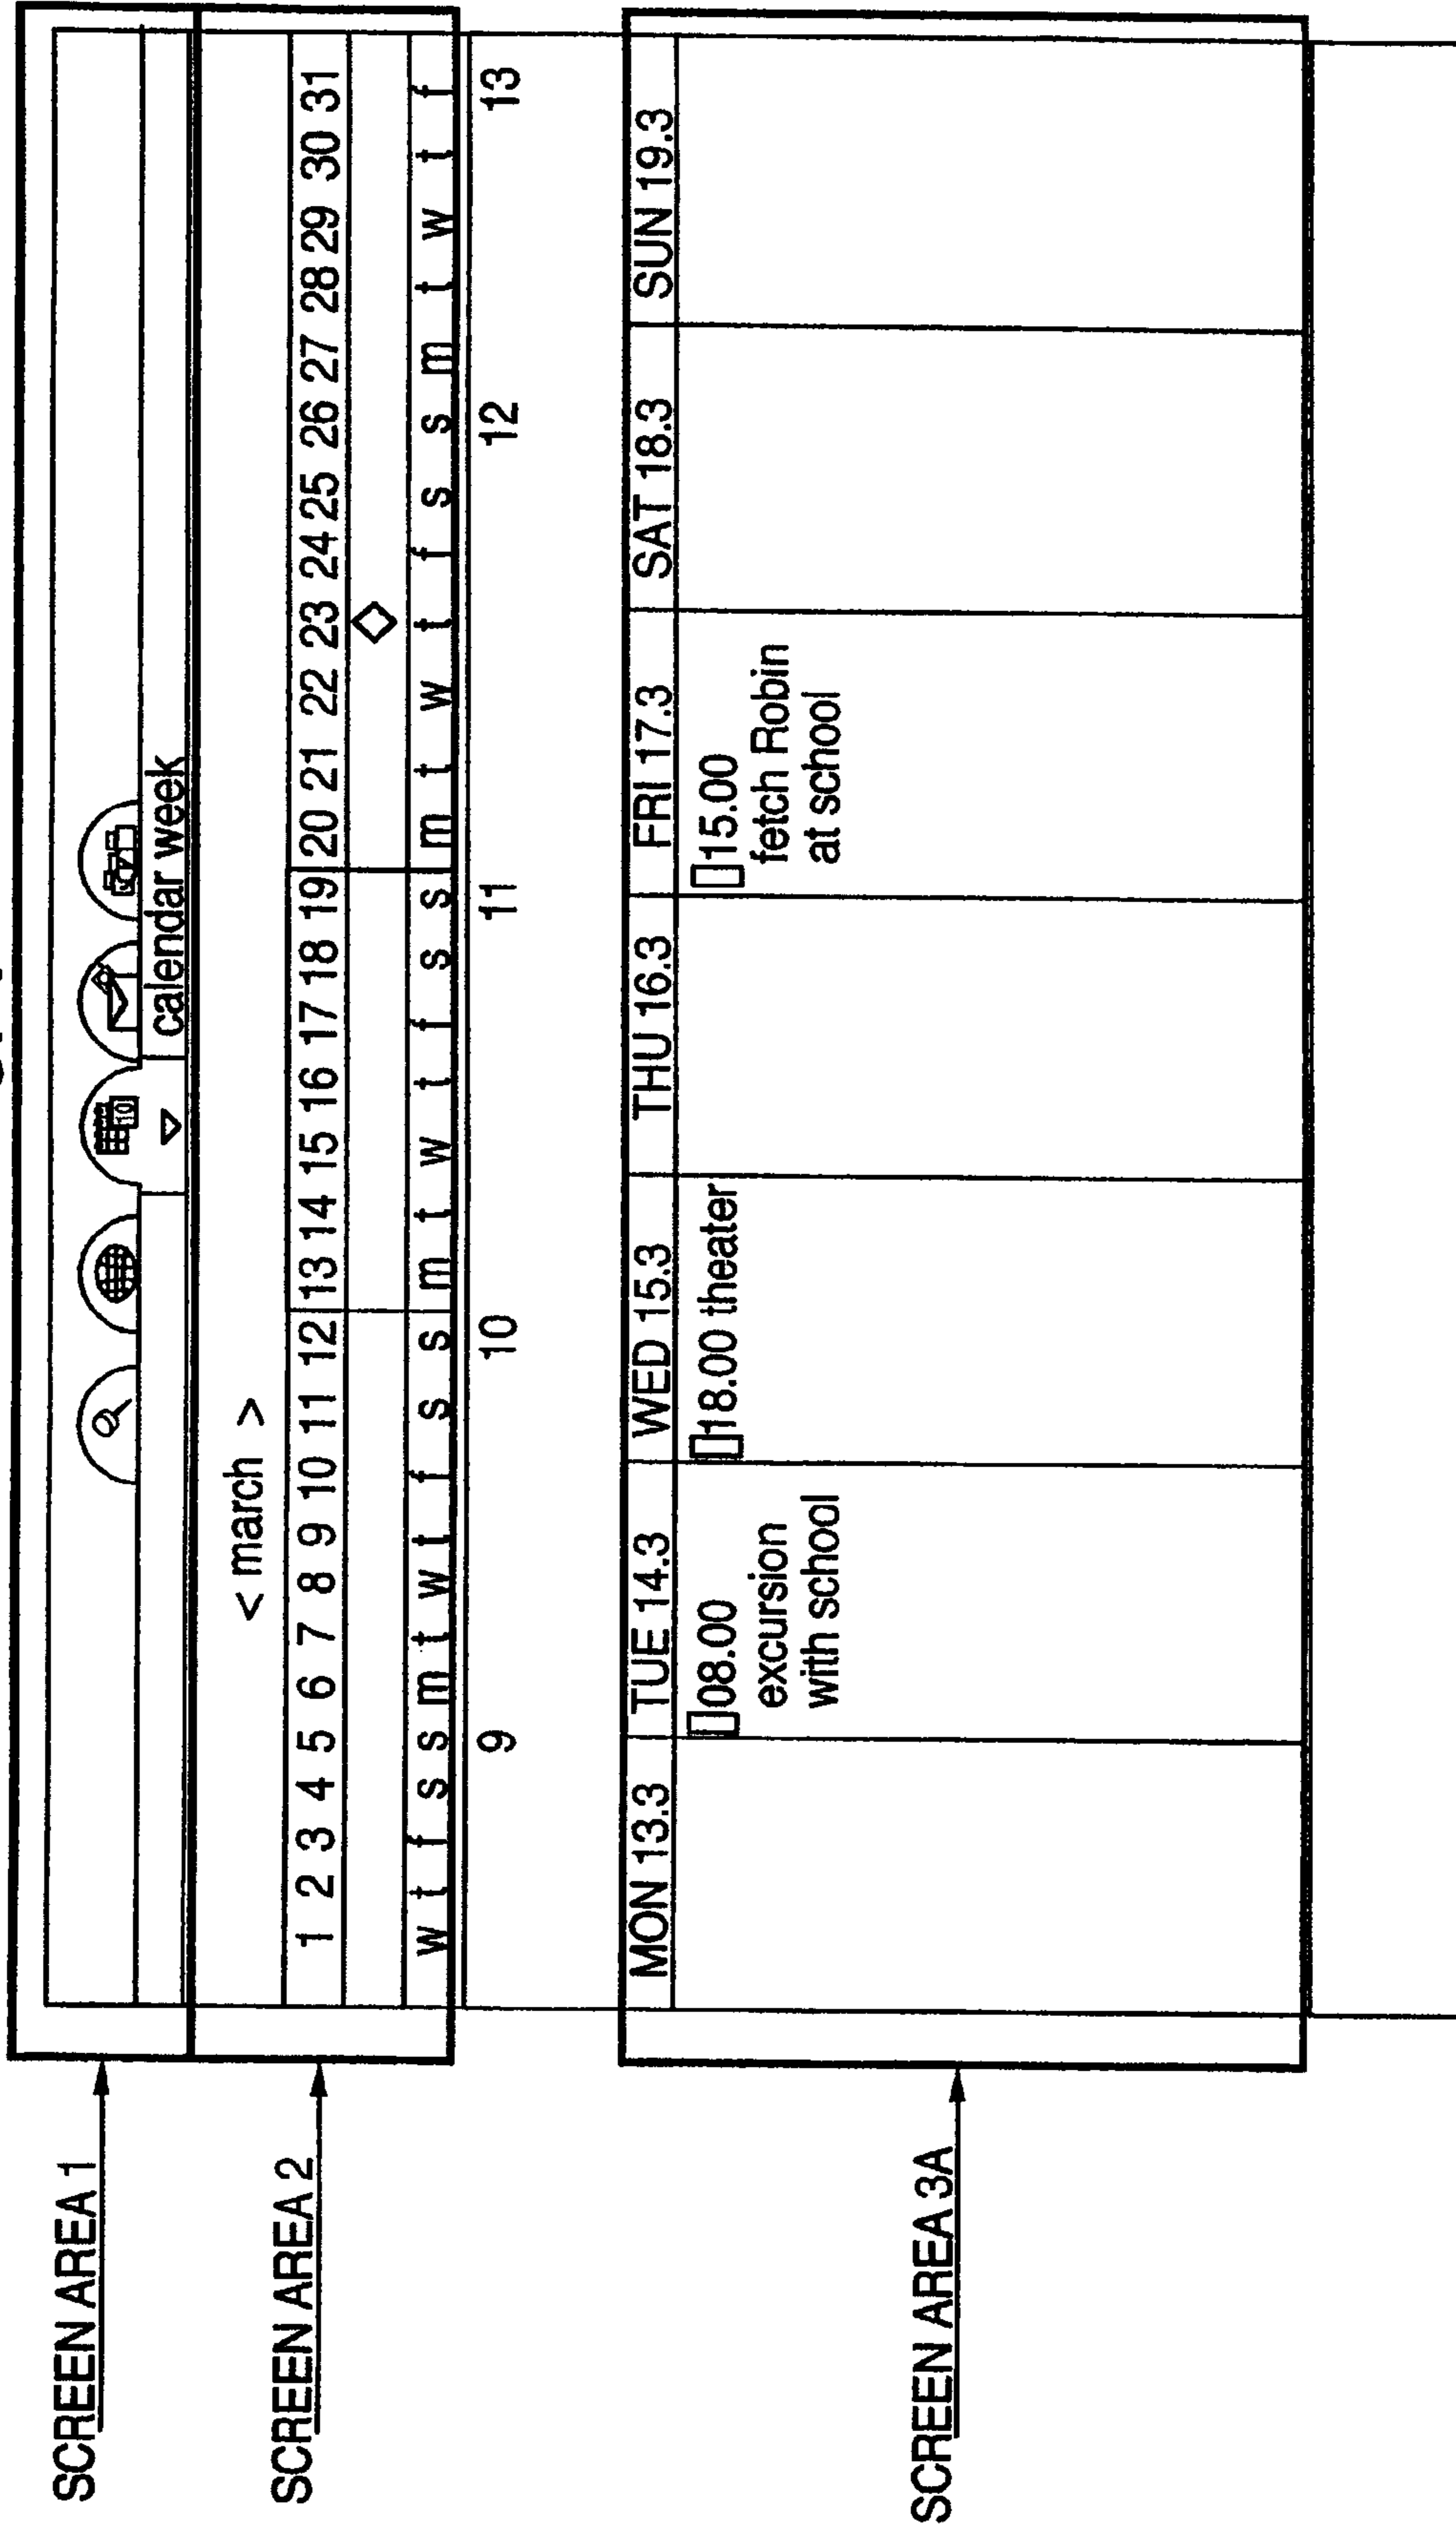 SCREEN AREA 1
calendar week
10
SCREEN AREA 2
< march >
1 2 3 4 5 6 7 8 9 10 11 12 13 14 15 16 17 18 19 20 21 22 23 24 25 26 27 28 29 30 31
w t f s s m t w t f s s m t w t f s s m t w t f s s m t w t f
9 10 11 12 13
SCREEN AREA 3A
MON 13.3 TUE 14.3 WED 15.3 THU 16.3 FRI 17.3 SAT 18.3 SUN 19.3
08.00
excursion
with school
18.00 theater
15.00
fetch Robin
at school